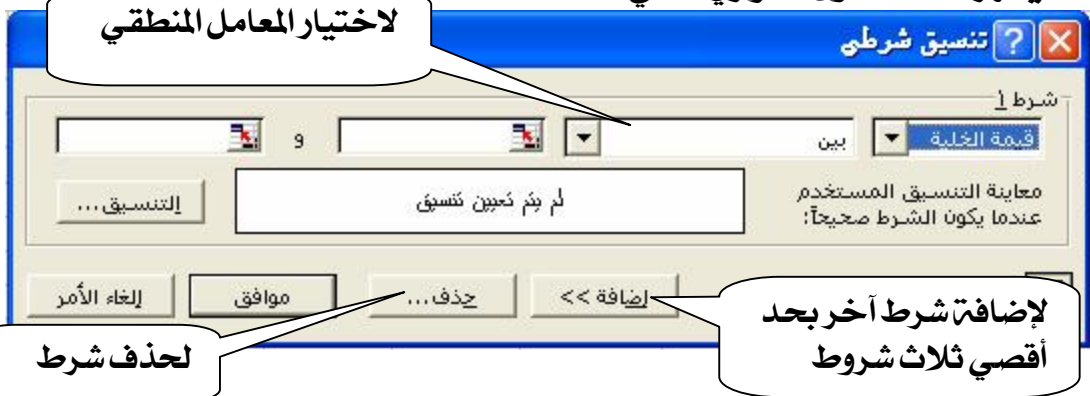 لاختيار المعامل المنطقي
تنسيق شرطي
شرط 1
قيمة الخلية
بين
و
معاينة التنسيق المستخدم
عندما يكون الشرط صحيحاً:
لم يتم تعيين تنسيق
التنسيق...
إضافة >>
حذف...
موافق
إلغاء الأمر
لإضافة شرط آخر بحد
أقصي ثلاث شروط
لحذف شرط